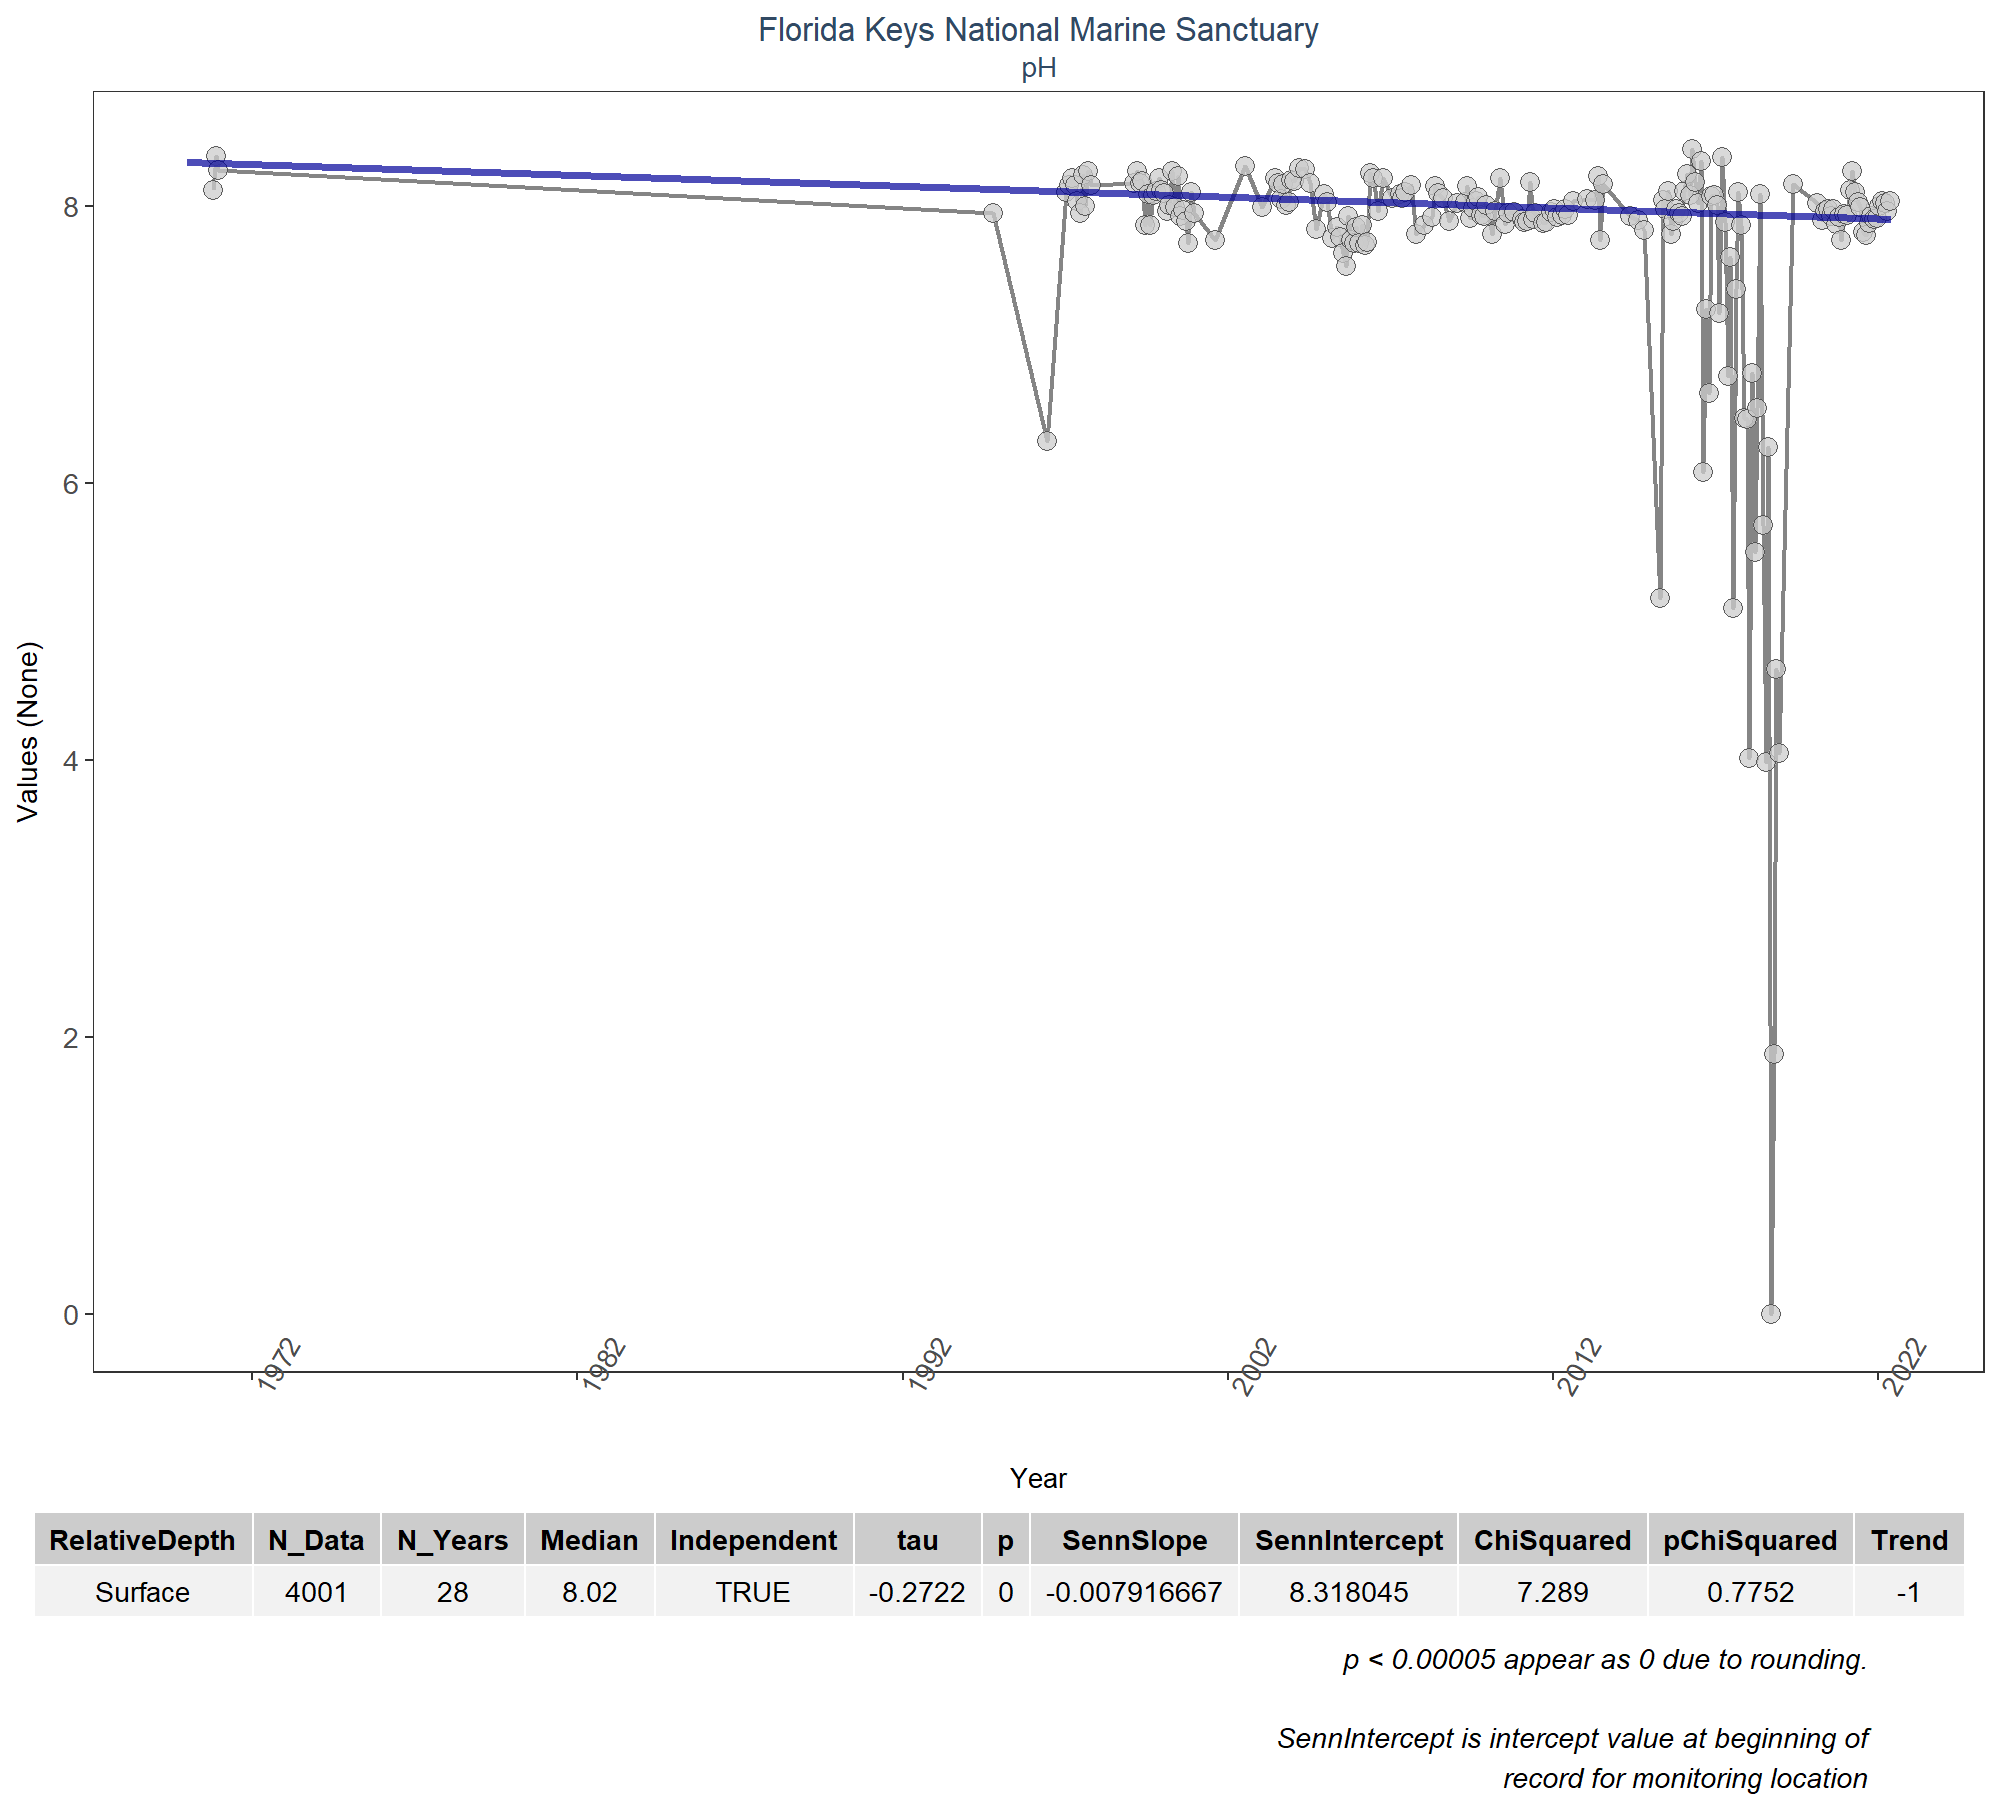 Florida Keys National Marine Sanctuary
pH
Values (None)
8
6
4
2
0
1972 1982 1992 2002 2012 2022
Year
RelativeDepth N_Data N_Years Median Independent tau p SennSlope SennIntercept ChiSquared pChiSquared Trend
Surface 4001 28 8.02 TRUE -0.2722 0 -0.007916667 8.318045 7.289 0.7752 -1
p < 0.00005 appear as 0 due to rounding.
SennIntercept is intercept value at beginning of
record for monitoring location